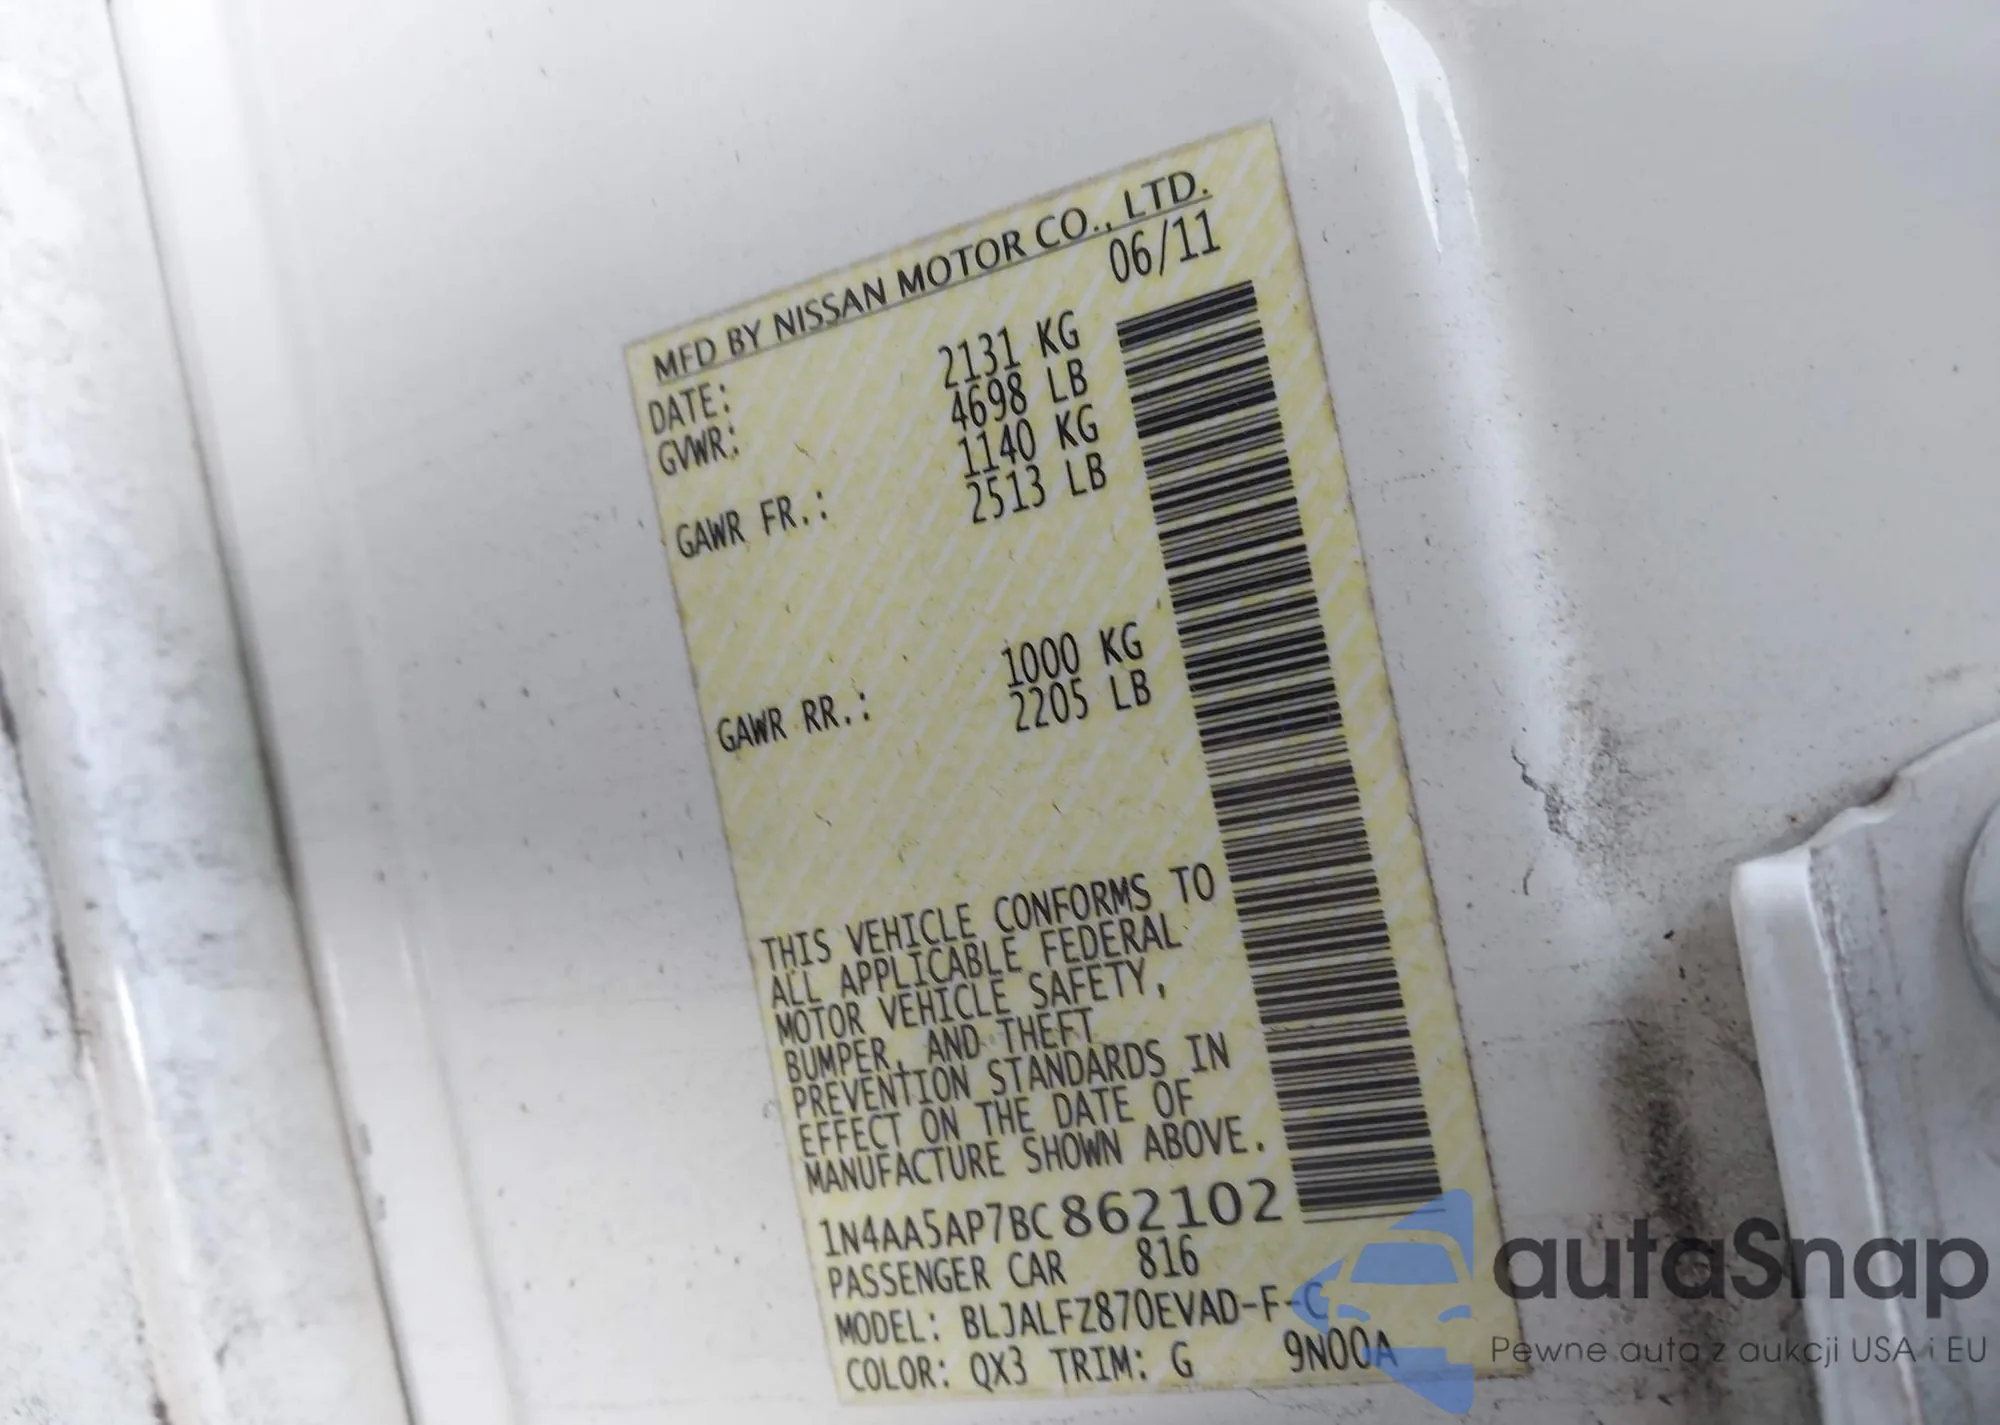 MFD BY NISSAN MOTOR CO., LTD.
DATE: 06/11
GVWR: 2131 KG
4698 LB
GAWR FR.: 1140 KG
2513 LB
GAWR RR.: 1000 KG
2205 LB
THIS VEHICLE CONFORMS TO
ALL APPLICABLE FEDERAL
MOTOR VEHICLE SAFETY,
BUMPER, AND THEFT
PREVENTION STANDARDS IN
EFFECT ON THE DATE OF
MANUFACTURE SHOWN ABOVE.
1N4AA5AP7BC862102
PASSENGER CAR 816
MODEL: BLJALFZ870EVAD-F-C
COLOR: QX3 TRIM: G 9N00A
autaSnap
Pewne auta z aukcji USA i EU